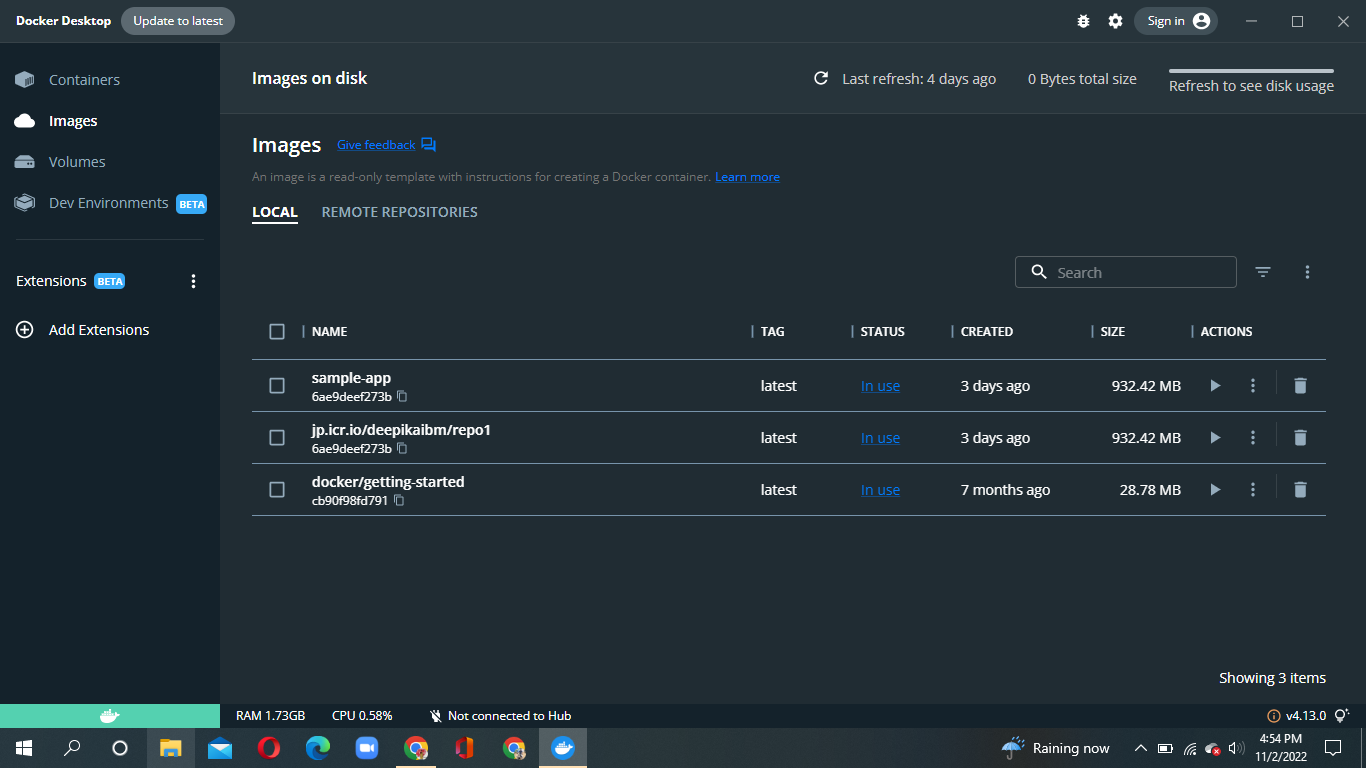 Docker Desktop Update to latest Sign in
Containers
Images
Volumes
Dev Environments BETA
Extensions BETA
Add Extensions
Images on disk Last refresh: 4 days ago 0 Bytes total size Refresh to see disk usage
Images Give feedback
An image is a read-only template with instructions for creating a Docker container. Learn more
LOCAL REMOTE REPOSITORIES
Search
NAME TAG STATUS CREATED SIZE ACTIONS
sample-app latest In use 3 days ago 932.42 MB
6ae9deef273b
jp.icr.io/deepikaibm/repo1 latest In use 3 days ago 932.42 MB
6ae9deef273b
docker/getting-started latest In use 7 months ago 28.78 MB
cb90f98fd791
Showing 3 items
RAM 1.73GB CPU 0.58% Not connected to Hub v4.13.0
Raining now 4:54 PM
11/2/2022